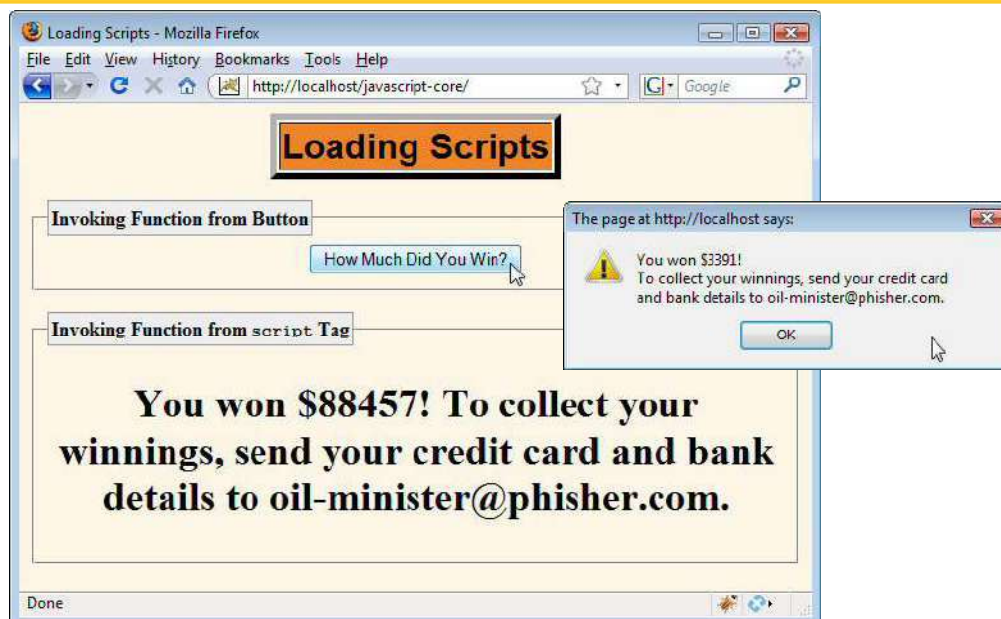 Loading Scripts - Mozilla Firefox
File Edit View History Bookmarks Tools Help
http://localhost/javascript-core/
G Google
Loading Scripts
Invoking Function from Button
How Much Did You Win?
The page at http://localhost says:
You won $3391!
To collect your winnings, send your credit card
and bank details to oil-minister@phisher.com.
OK
Invoking Function from script Tag
You won $88457! To collect your
winnings, send your credit card and bank
details to oil-minister@phisher.com.
Done